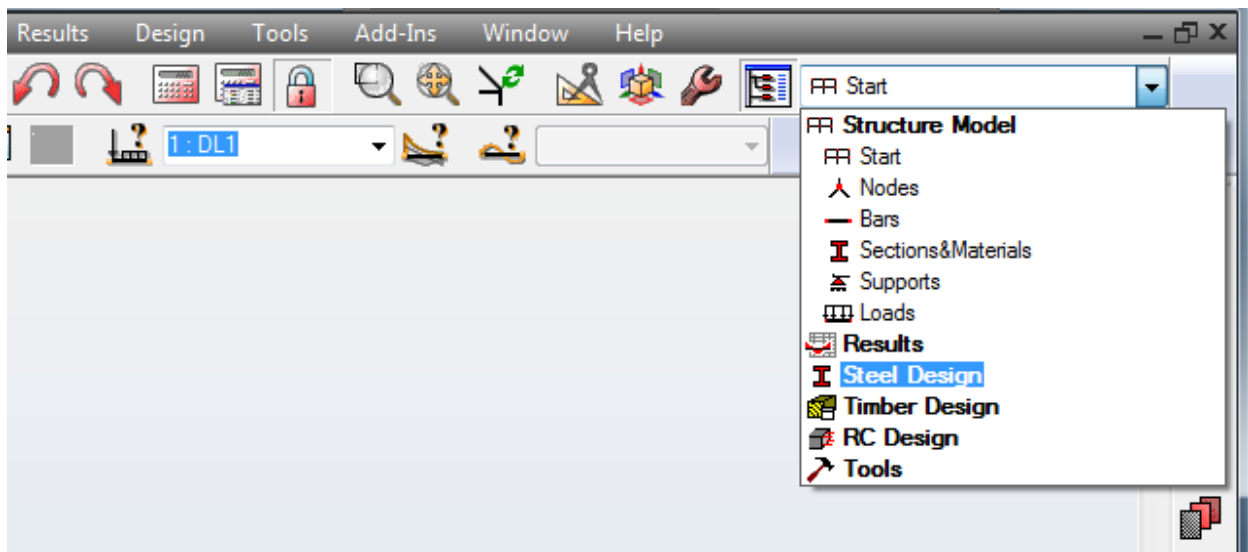 Results Design Tools Add-Ins Window Help
Start
1 : DL1
Structure Model
Start
Nodes
Bars
Sections&Materials
Supports
Loads
Results
Steel Design
Timber Design
RC Design
Tools